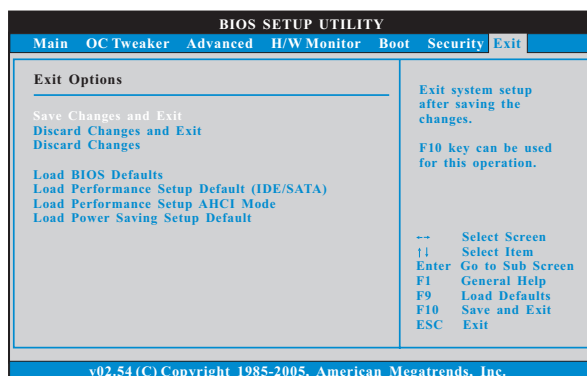 BIOS SETUP UTILITY
Main OC Tweaker Advanced H/W Monitor Boot Security Exit
Exit Options
Save Changes and Exit
Discard Changes and Exit
Discard Changes
Load BIOS Defaults
Load Performance Setup Default (IDE/SATA)
Load Performance Setup AHCI Mode
Load Power Saving Setup Default
Exit system setup
after saving the
changes.
F10 key can be used
for this operation.
←→ Select Screen
↑↓ Select Item
Enter Go to Sub Screen
F1 General Help
F9 Load Defaults
F10 Save and Exit
ESC Exit
v02.54 (C) Copyright 1985-2005, American Megatrends, Inc.